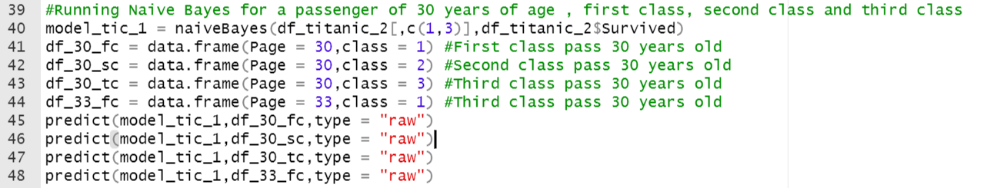 39 #Running Naive Bayes for a passenger of 30 years of age , first class, second class and third class
40 model_tic_1 = naiveBayes(df_titanic_2[,c(1,3)],df_titanic_2$Survived)
41 df_30_fc = data.frame(Page = 30,class = 1) #First class pass 30 years old
42 df_30_sc = data.frame(Page = 30,class = 2) #Second class pass 30 years old
43 df_30_tc = data.frame(Page = 30,class = 3) #Third class pass 30 years old
44 df_33_fc = data.frame(Page = 33,class = 1) #Third class pass 30 years old
45 predict(model_tic_1,df_30_fc,type = "raw")
46 predict(model_tic_1,df_30_sc,type = "raw")
47 predict(model_tic_1,df_30_tc,type = "raw")
48 predict(model_tic_1,df_33_fc,type = "raw")